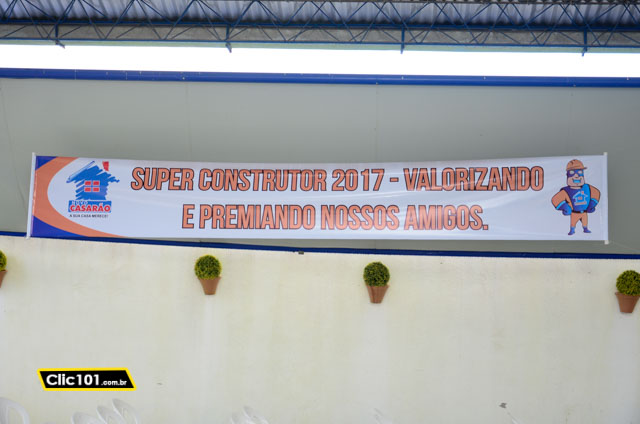 SUPER CONSTRUTOR 2017 - VALORIZANDO
E PREMIANDO NOSSOS AMIGOS.
CASARÃO
A SUA CASA MERECE!
Clic101.com.br